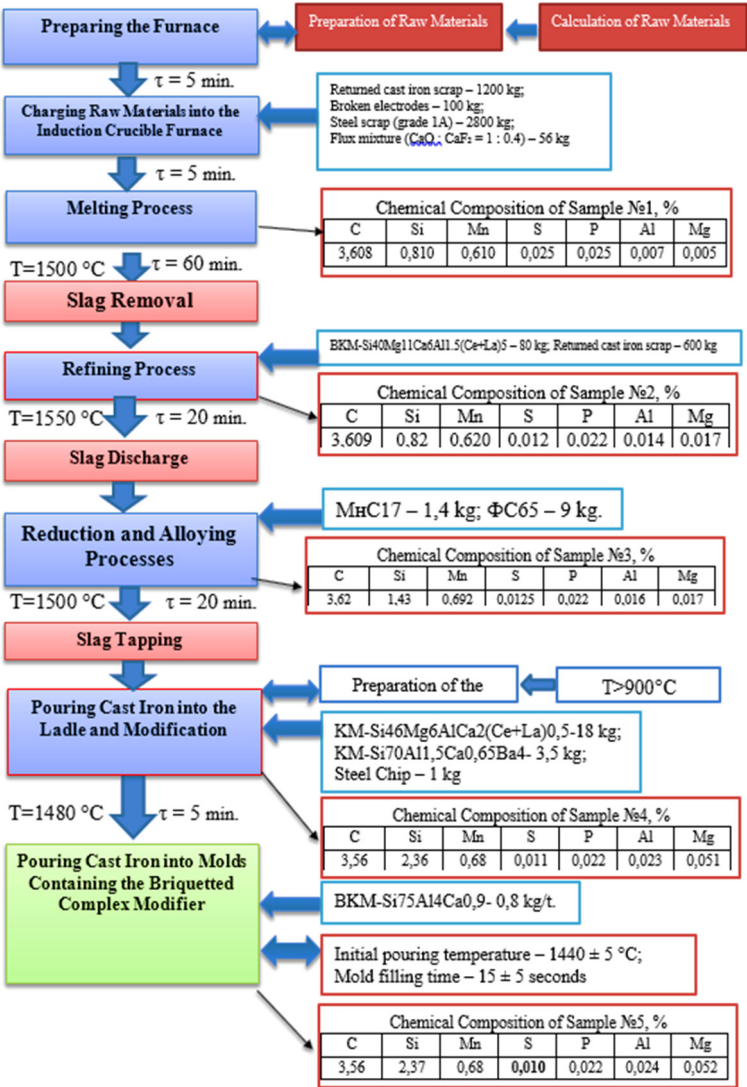 Preparing the Furnace
Preparation of Raw Materials
Calculation of Raw Materials
τ = 5 min.
Charging Raw Materials into the
Induction Crucible Furnace
Returned cast iron scrap – 1200 kg;
Broken electrodes – 100 kg;
Steel scrap (grade 1A) – 2800 kg;
Flux mixture (CaO : CaF₂ = 1 : 0.4) – 56 kg
τ = 5 min.
Melting Process
Chemical Composition of Sample №1, %
C Si Mn S P Al Mg
3,608 0,810 0,610 0,025 0,025 0,007 0,005
T=1500 °C τ = 60 min.
Slag Removal
Refining Process
BKM-Si40Mg11Ca6Al1.5(Ce+La)5 – 80 kg; Returned cast iron scrap – 600 kg
Chemical Composition of Sample №2, %
C Si Mn S P Al Mg
3,609 0,82 0,620 0,012 0,022 0,014 0,017
T=1550 °C τ = 20 min.
Slag Discharge
Reduction and Alloying
Processes
МнС17 – 1,4 kg; ФС65 – 9 kg.
Chemical Composition of Sample №3, %
C Si Mn S P Al Mg
3,62 1,43 0,692 0,0125 0,022 0,016 0,017
T=1500 °C τ = 20 min.
Slag Tapping
Pouring Cast Iron into the
Ladle and Modification
Preparation of the
T>900°C
KM-Si46Mg6AlCa2(Ce+La)0,5-18 kg;
KM-Si70Al1,5Ca0,65Ba4- 3,5 kg;
Steel Chip – 1 kg
T=1480 °C τ = 5 min.
Chemical Composition of Sample №4, %
C Si Mn S P Al Mg
3,56 2,36 0,68 0,011 0,022 0,023 0,051
Pouring Cast Iron into Molds
Containing the Briquetted
Complex Modifier
BKM-Si75Al4Ca0,9- 0,8 kg/t.
Initial pouring temperature – 1440 ± 5 °C;
Mold filling time – 15 ± 5 seconds
Chemical Composition of Sample №5, %
C Si Mn S P Al Mg
3,56 2,37 0,68 0,010 0,022 0,024 0,052